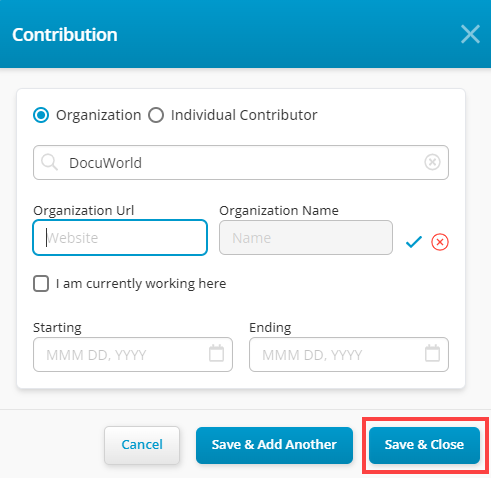 Contribution
Organization Individual Contributor
DocuWorld
Organization Url Organization Name
Website Name
I am currently working here
Starting Ending
MMM DD, YYYY MMM DD, YYYY
Cancel Save & Add Another Save & Close